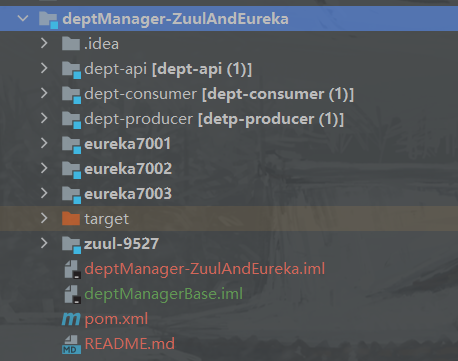 deptManager-ZuulAndEureka
.idea
dept-api [dept-api (1)]
dept-consumer [dept-consumer (1)]
dept-producer [detp-producer (1)]
eureka7001
eureka7002
eureka7003
target
zuul-9527
deptManager-ZuulAndEureka.iml
deptManagerBase.iml
m pom.xml
MD README.md